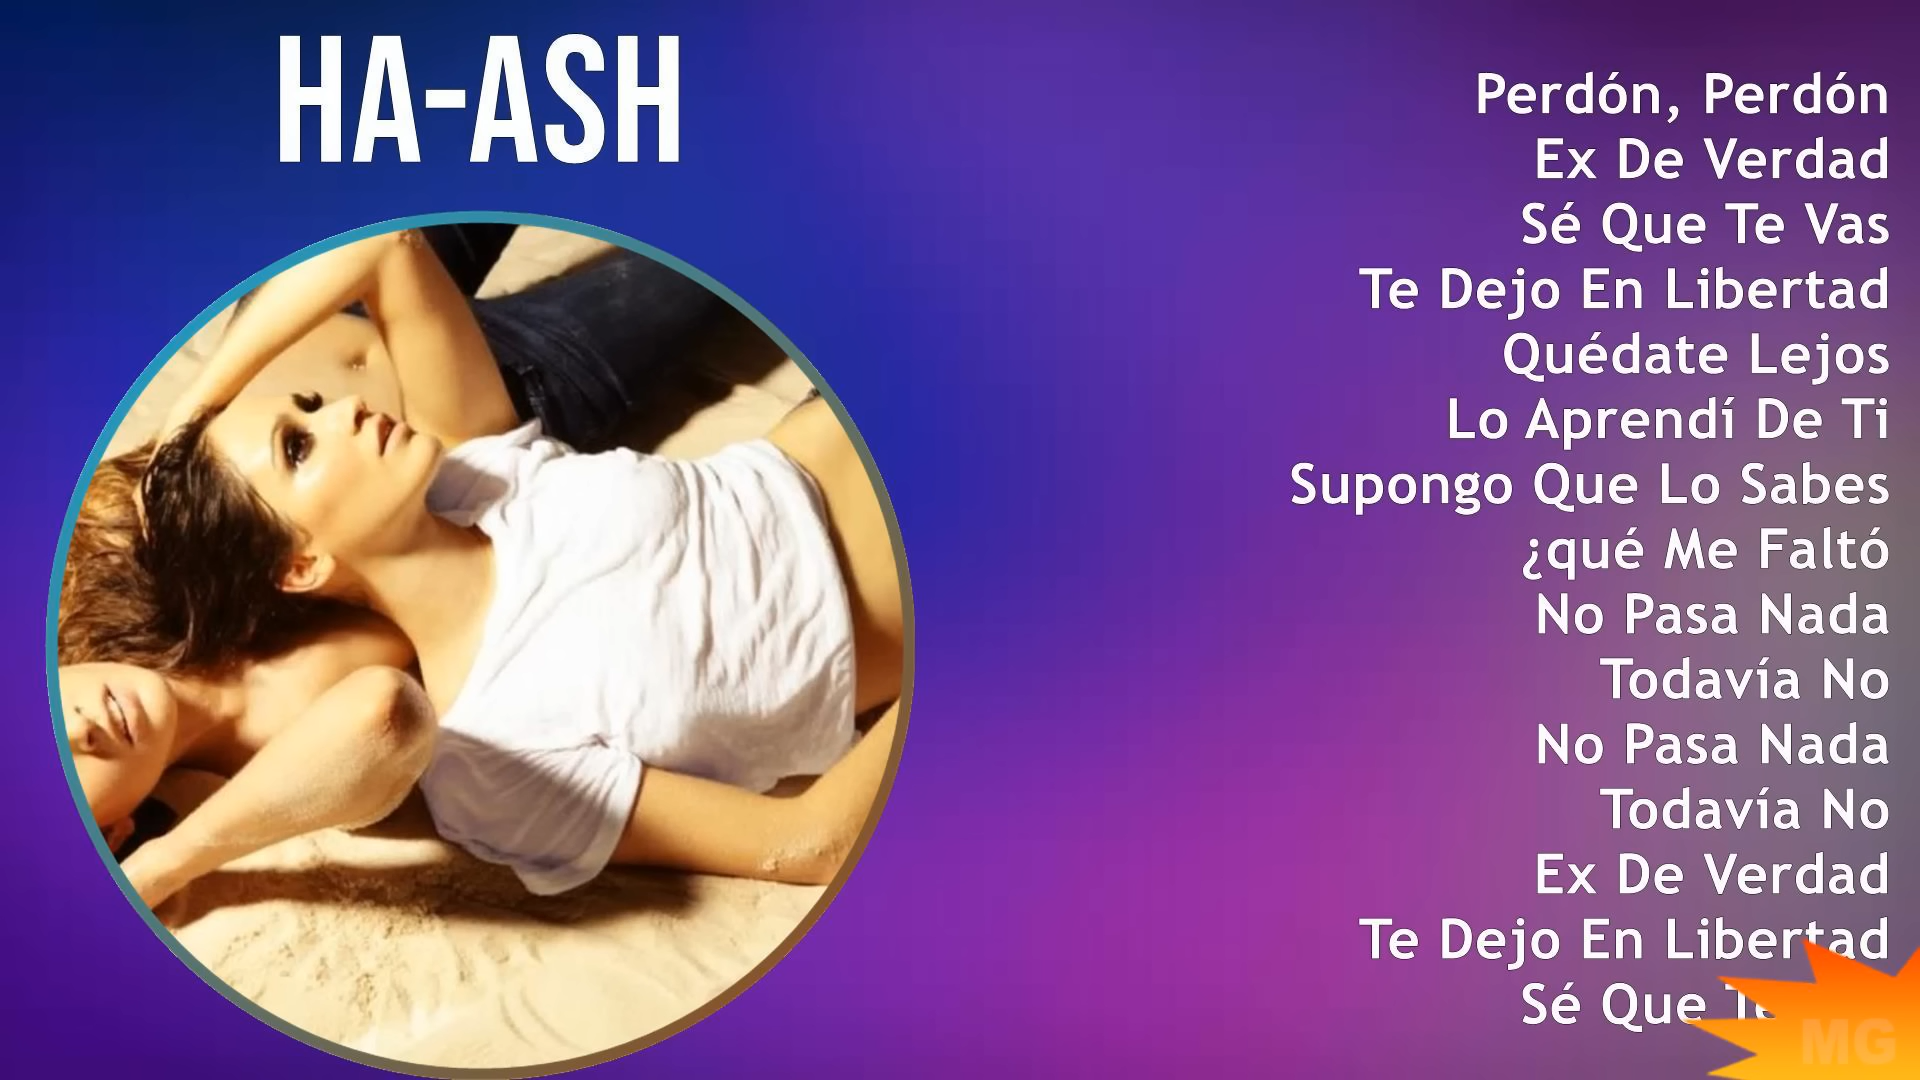 HA-ASH
Perdón, Perdón
Ex De Verdad
Sé Que Te Vas
Te Dejo En Libertad
Quédate Lejos
Lo Aprendí De Ti
Supongo Que Lo Sabes
¿qué Me Faltó
No Pasa Nada
Todavía No
No Pasa Nada
Todavía No
Ex De Verdad
Te Dejo En Libertad
Sé Que Te
MG